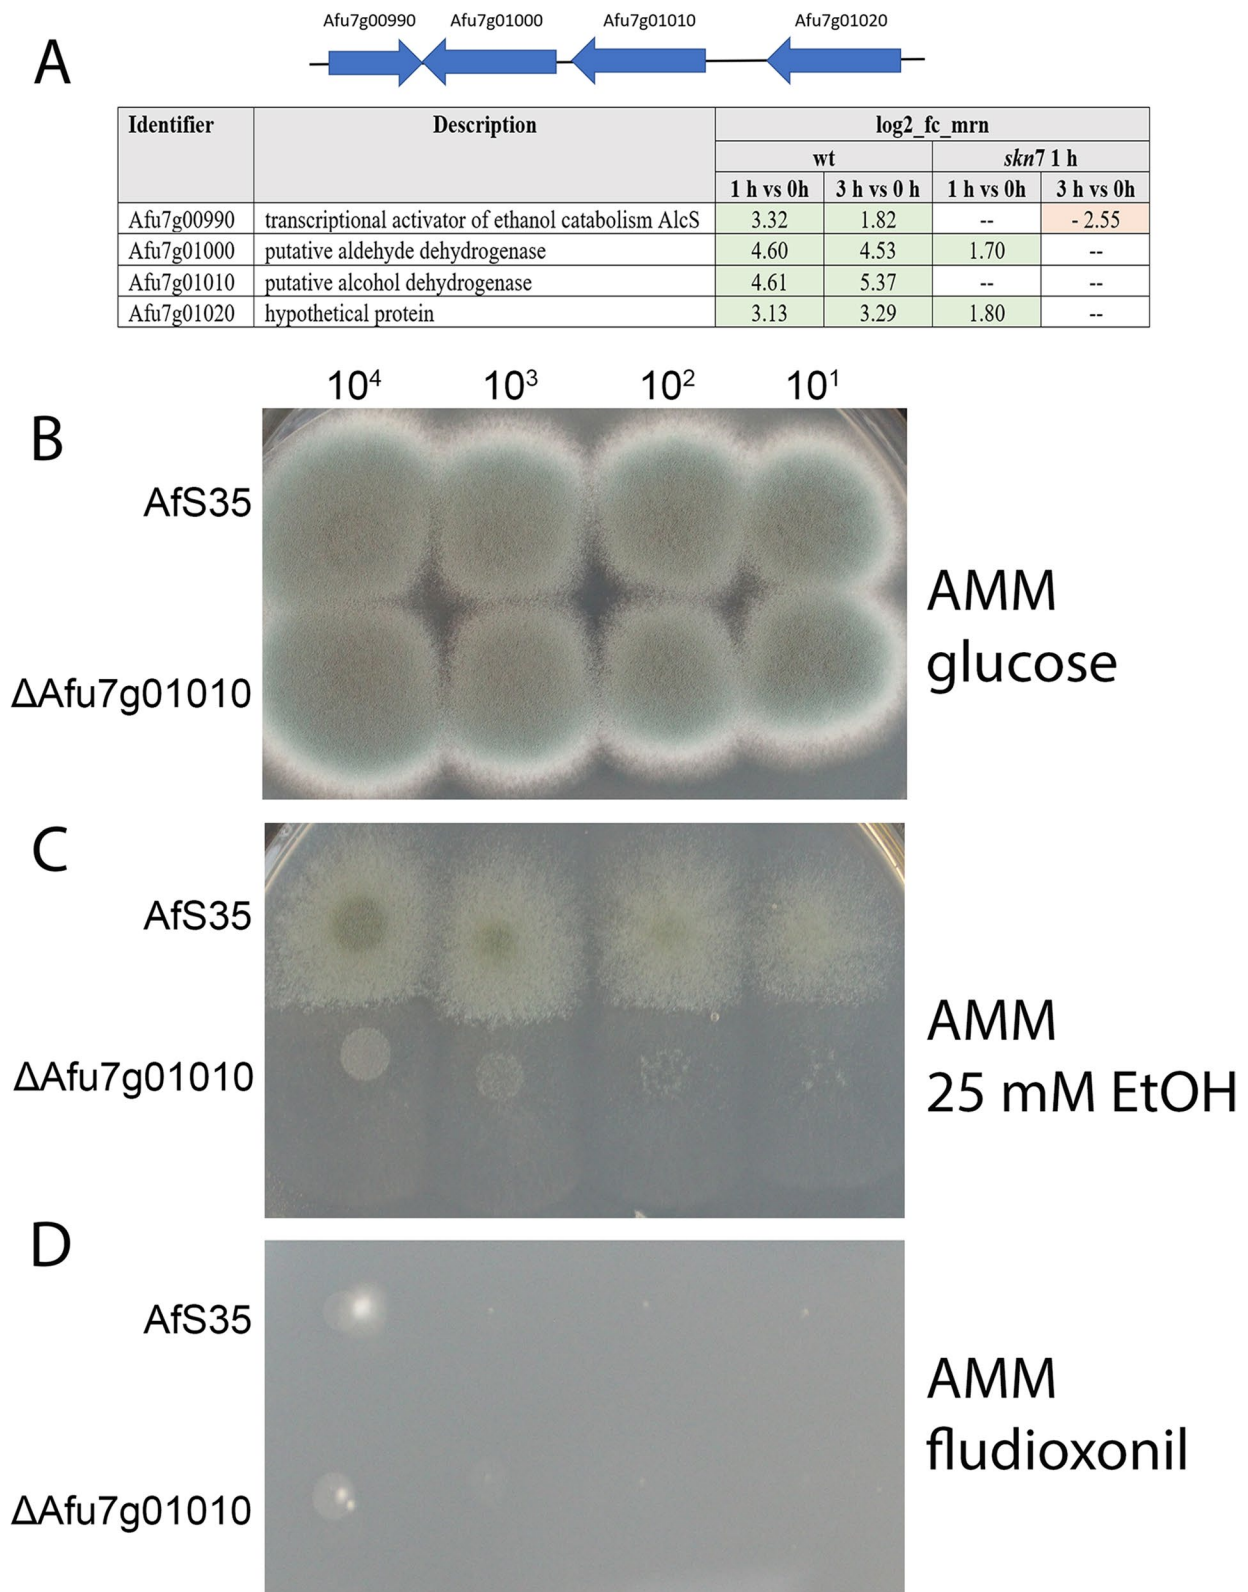 Afu7g00990 Afu7g01000 Afu7g01010 Afu7g01020
A
Identifier Description log2_fc_mrn
wt skn7 1 h
1 h vs 0h 3 h vs 0 h 1 h vs 0h 3 h vs 0h
Afu7g00990 transcriptional activator of ethanol catabolism AlcS 3.32 1.82 -- - 2.55
Afu7g01000 putative aldehyde dehydrogenase 4.60 4.53 1.70 --
Afu7g01010 putative alcohol dehydrogenase 4.61 5.37 -- --
Afu7g01020 hypothetical protein 3.13 3.29 1.80 --
10⁴ 10³ 10² 10¹
B
AfS35
ΔAfu7g01010
AMM
glucose
C
AfS35
ΔAfu7g01010
AMM
25 mM EtOH
D
AfS35
ΔAfu7g01010
AMM
fludioxonil